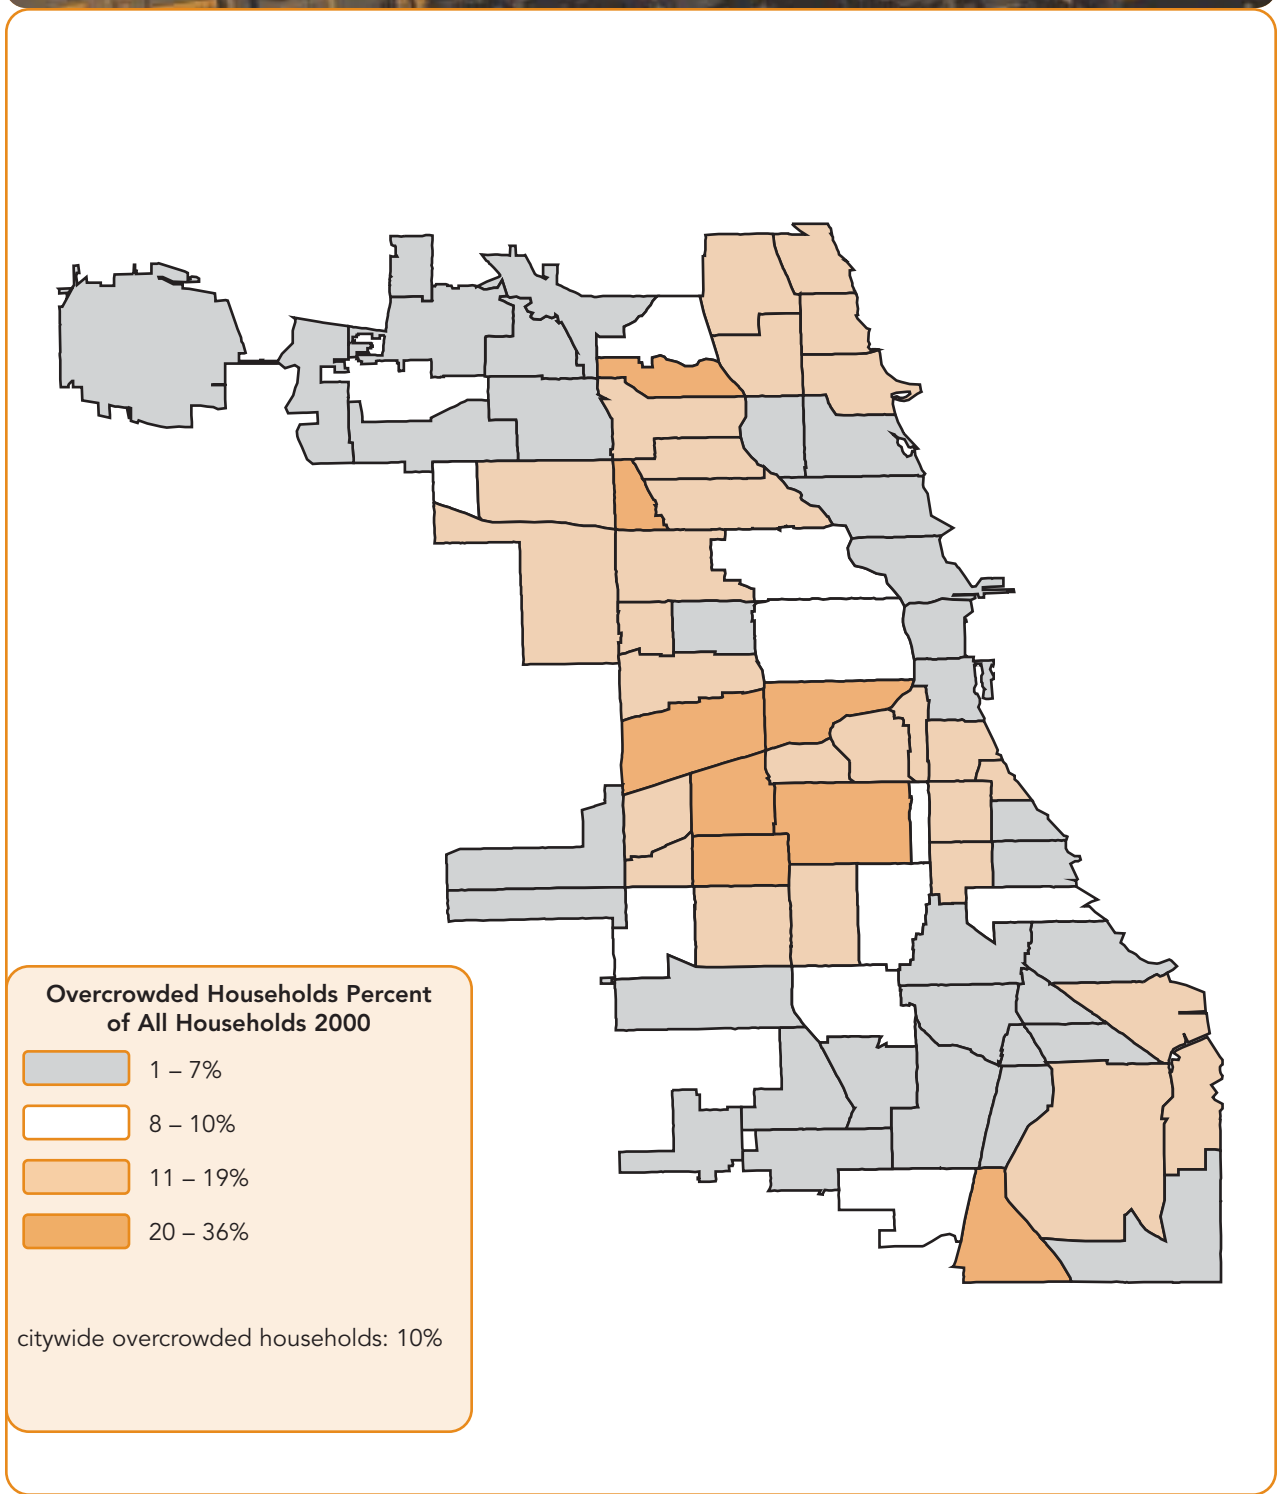 Overcrowded Households Percent
of All Households 2000
1 – 7%
8 – 10%
11 – 19%
20 – 36%
citywide overcrowded households: 10%